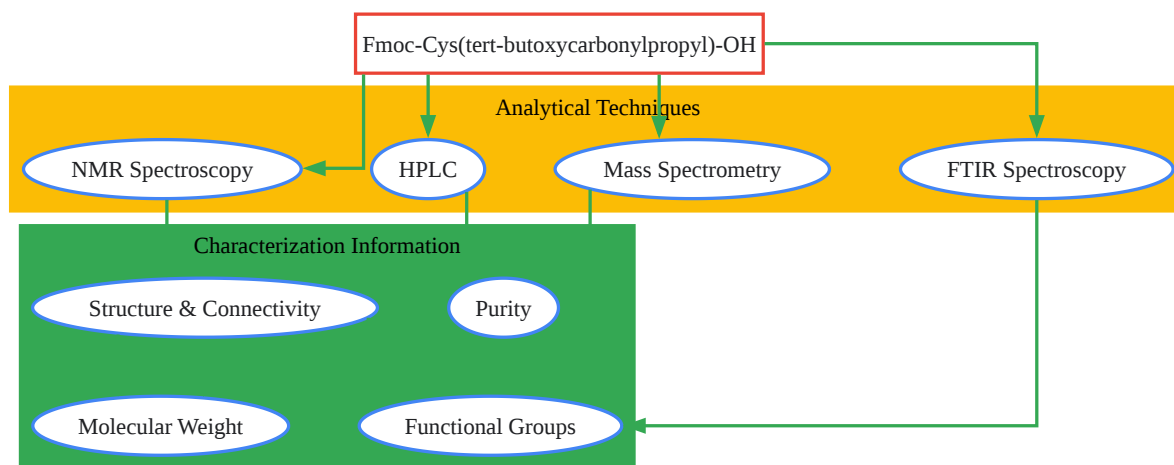 Fmoc-Cys(tert-butoxycarbonylpropyl)-OH
Analytical Techniques
NMR Spectroscopy
HPLC
Mass Spectrometry
FTIR Spectroscopy
Characterization Information
Structure & Connectivity
Purity
Molecular Weight
Functional Groups